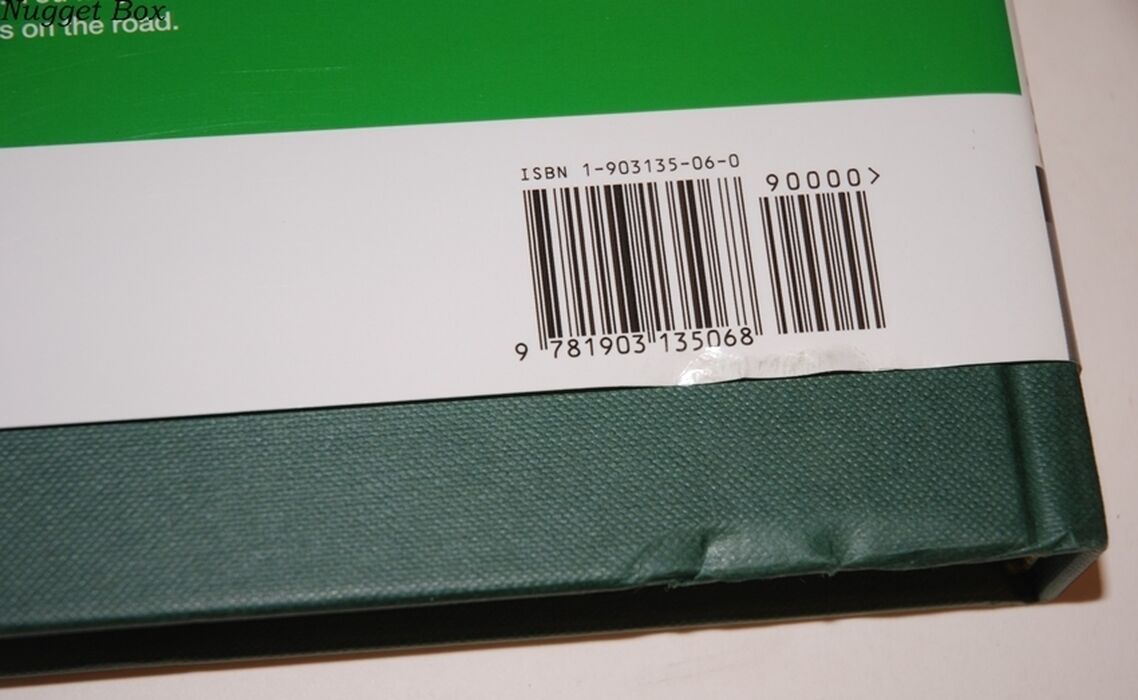 Nugget Box
s on the road.
ISBN 1-903135-06-0
90000>
9 781903 135068